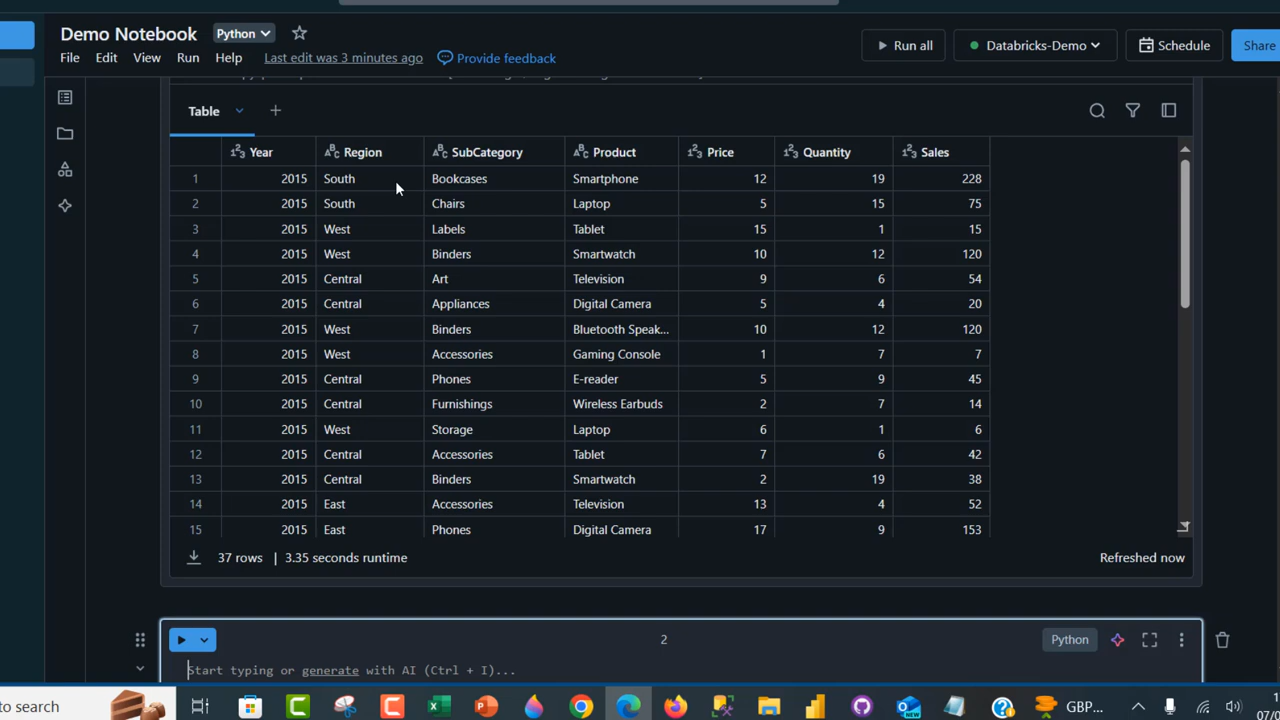 Demo Notebook Python
File Edit View Run Help Last edit was 3 minutes ago Provide feedback
Run all Databricks-Demo Schedule Share
Table
Year Region SubCategory Product Price Quantity Sales
1 2015 South Bookcases Smartphone 12 19 228
2 2015 South Chairs Laptop 5 15 75
3 2015 West Labels Tablet 15 1 15
4 2015 West Binders Smartwatch 10 12 120
5 2015 Central Art Television 9 6 54
6 2015 Central Appliances Digital Camera 5 4 20
7 2015 West Binders Bluetooth Speak... 10 12 120
8 2015 West Accessories Gaming Console 1 7 7
9 2015 Central Phones E-reader 5 9 45
10 2015 Central Furnishings Wireless Earbuds 2 7 14
11 2015 West Storage Laptop 6 1 6
12 2015 Central Accessories Tablet 7 6 42
13 2015 Central Binders Smartwatch 2 19 38
14 2015 East Accessories Television 13 4 52
15 2015 East Phones Digital Camera 17 9 153
37 rows | 3.35 seconds runtime Refreshed now
2 Python
Start typing or generate with AI (Ctrl + I)...
to search GBP...